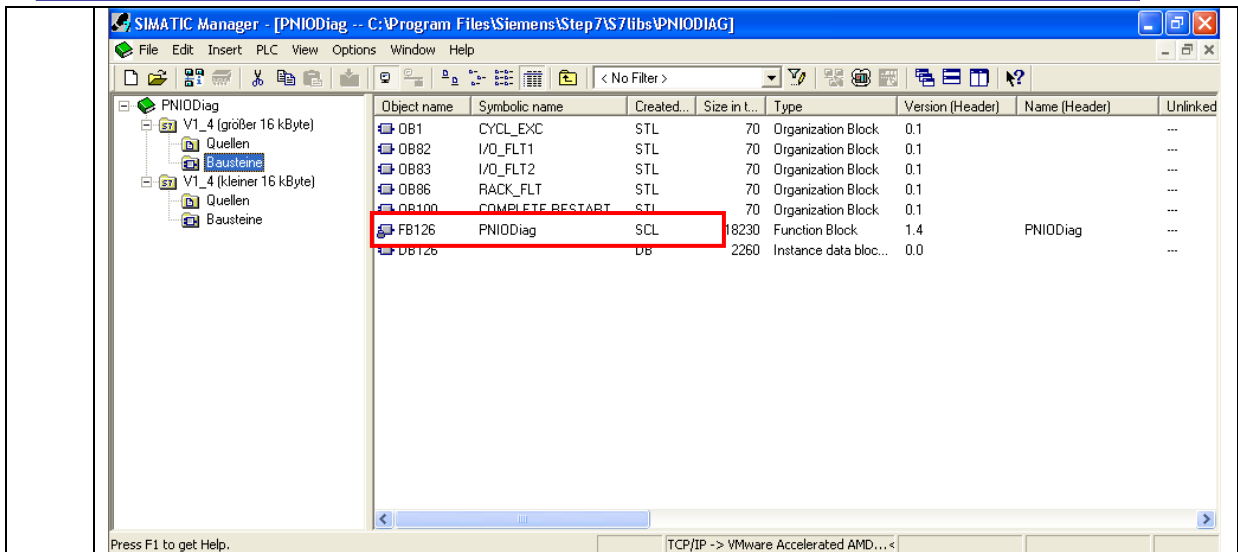 SIMATIC Manager - [PNIODiag -- C:\Program Files\Siemens\Step7\S7libs\PNIODIAG]
File Edit Insert PLC View Options Window Help
< No Filter >
PNIODiag
V1_4 (größer 16 kByte)
Quellen
Bausteine
V1_4 (kleiner 16 kByte)
Quellen
Bausteine
Object name Symbolic name Created... Size in t... Type Version (Header) Name (Header) Unlinked
OB1 CYCL_EXC STL 70 Organization Block 0.1 ---
OB82 I/O_FLT1 STL 70 Organization Block 0.1 ---
OB83 I/O_FLT2 STL 70 Organization Block 0.1 ---
OB86 RACK_FLT STL 70 Organization Block 0.1 ---
OB100 COMPLETE RESTART STL 70 Organization Block 0.1 ---
FB126 PNIODiag SCL 18230 Function Block 1.4 PNIODiag ---
DB126 DB 2260 Instance data bloc... 0.0 ---
Press F1 to get Help. TCP/IP -> VMware Accelerated AMD...<